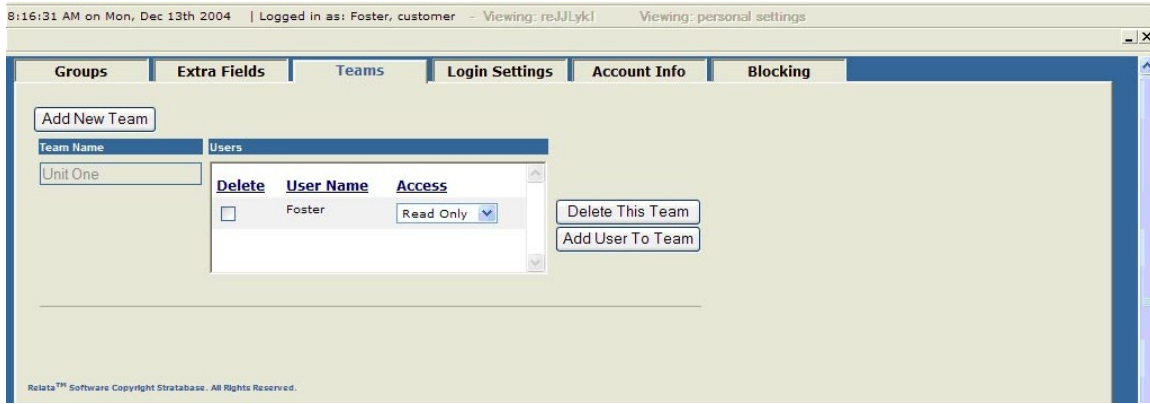 8:16:31 AM on Mon, Dec 13th 2004 | Logged in as: Foster, customer - Viewing: reJJLykI Viewing: personal settings
Groups Extra Fields Teams Login Settings Account Info Blocking
Add New Team
Team Name Users
Unit One
Delete User Name Access
Foster Read Only
Delete This Team
Add User To Team
Relata™ Software Copyright Stratabase. All Rights Reserved.